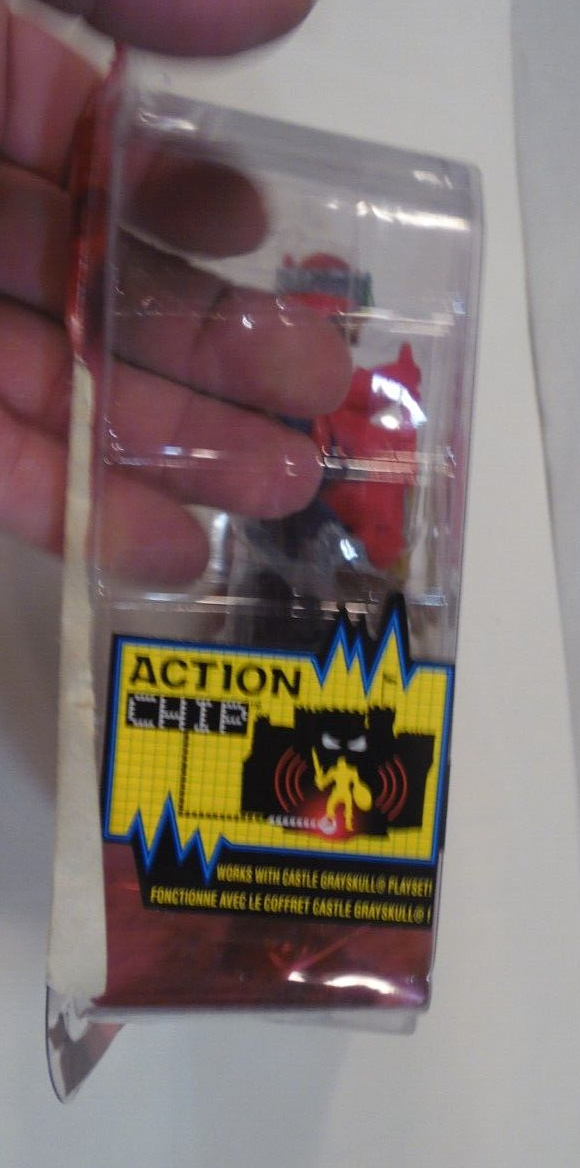 ACTION
CHIP
WORKS WITH CASTLE GRAYSKULL® PLAYSET!
FONCTIONNE AVEC LE COFFRET CASTLE GRAYSKULL® !